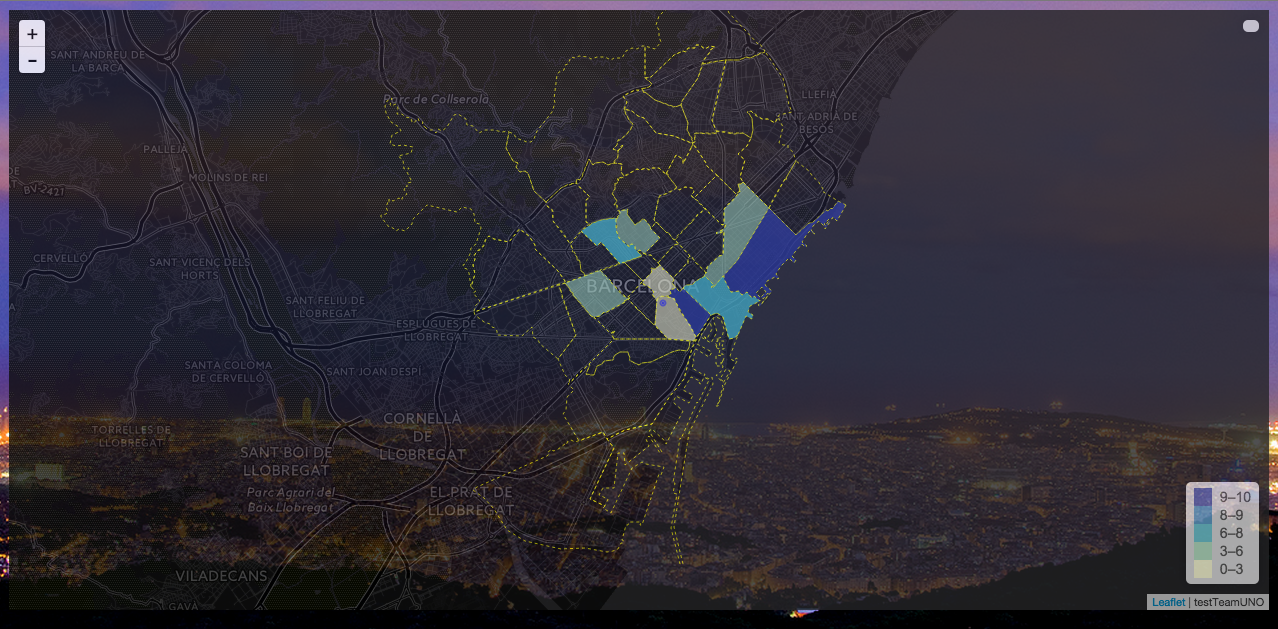 +
−
SANT ANDREU DE
LA BARCA
Parc de Collserola
LLEFIÀ
SANT ADRIÀ DE
BESÒS
PALLEJÀ
MOLINS DE REI
DE
BV-2421
CERVELLÓ
SANT VICENÇ DELS
HORTS
BARCELONA
SANT FELIU DE
LLOBREGAT
ESPLUGUES DE
LLOBREGAT
SANTA COLOMA
DE CERVELLÓ
SANT JOAN DESPÍ
CORNELLÀ
DE
LLOBREGAT
TORRELLES DE
LLOBREGAT
SANT BOI DE
LLOBREGAT
Parc Agrari del
Baix Llobregat
EL PRAT DE
LLOBREGAT
VILADECANS
GAVÀ
9–10
8–9
6–8
3–6
0–3
Leaflet | testTeamUNO